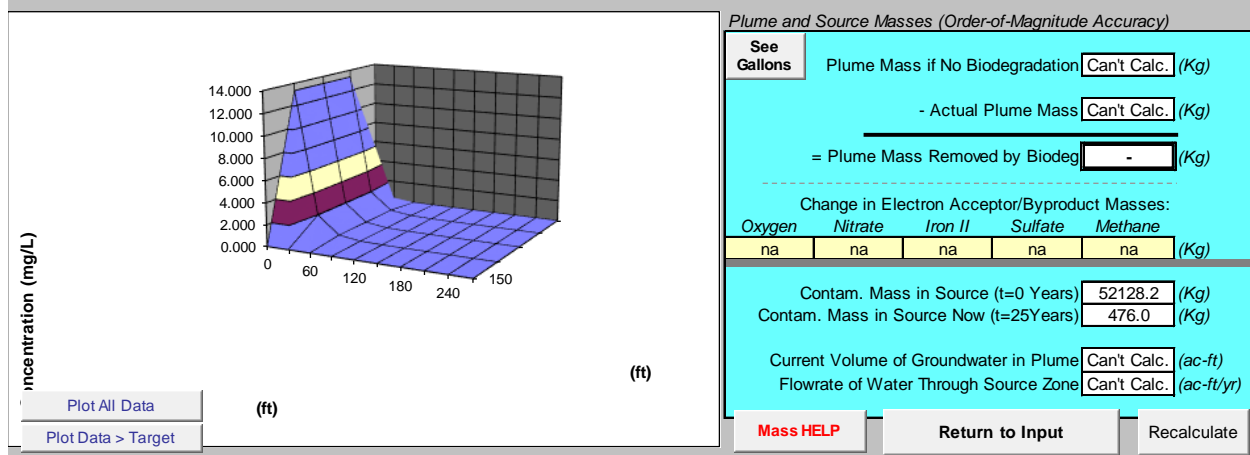 14.000
12.000
10.000
8.000
6.000
4.000
2.000
0.000
0
60
120
180
240
150
oncentration (mg/L)
(ft)
(ft)
Plot All Data
Plot Data > Target
Plume and Source Masses (Order-of-Magnitude Accuracy)
See
Gallons
Plume Mass if No Biodegradation Can't Calc. (Kg)
- Actual Plume Mass Can't Calc. (Kg)
= Plume Mass Removed by Biodeg - (Kg)
Change in Electron Acceptor/Byproduct Masses:
Oxygen Nitrate Iron II Sulfate Methane
na na na na na (Kg)
Contam. Mass in Source (t=0 Years) 52128.2 (Kg)
Contam. Mass in Source Now (t=25Years) 476.0 (Kg)
Current Volume of Groundwater in Plume Can't Calc. (ac-ft)
Flowrate of Water Through Source Zone Can't Calc. (ac-ft/yr)
Mass HELP Return to Input Recalculate